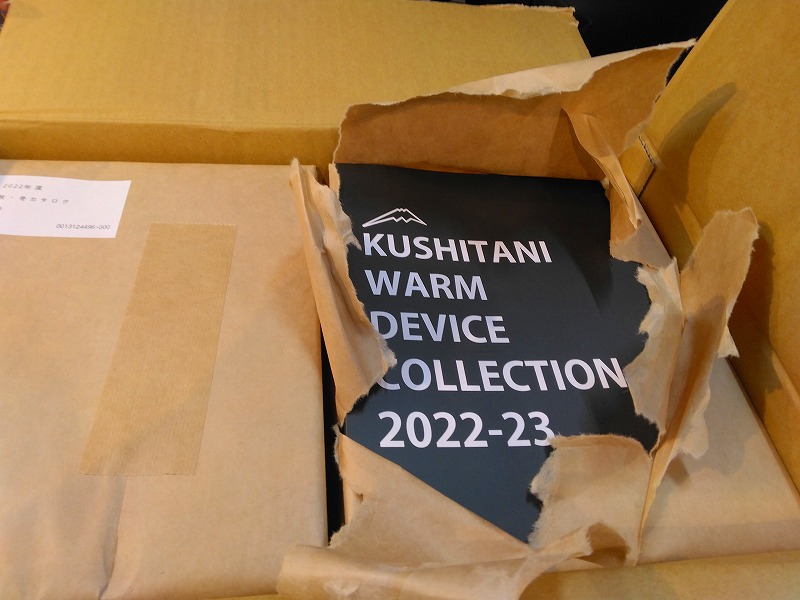 2022年度
0013124496-000
KUSHITANI
WARM
DEVICE
COLLECTION
2022-23